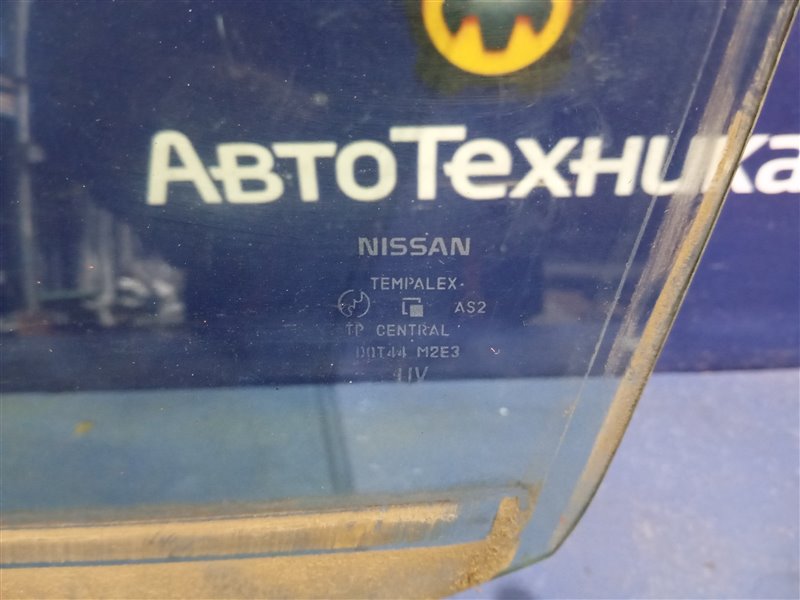 АвтоТехника
NISSAN
TEMPALEX
AS2
TP CENTRAL
DOT44 M2E3
UV